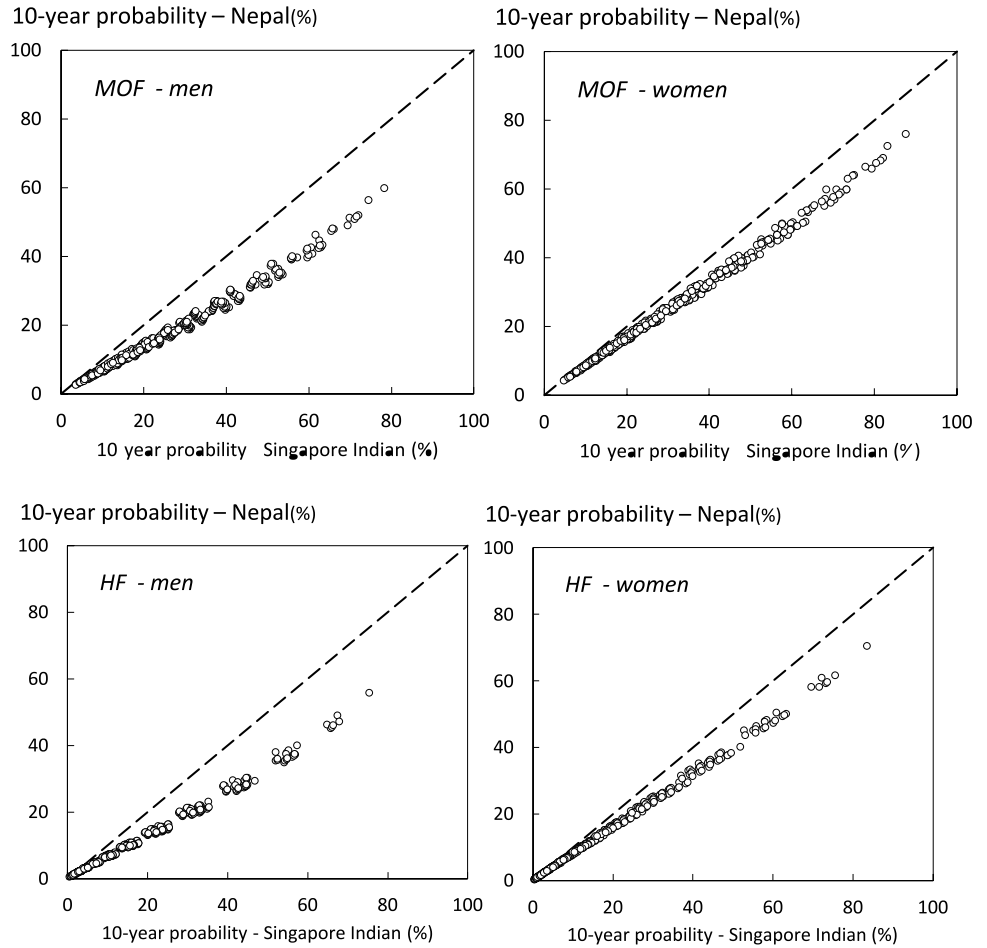 10-year probability – Nepal(%)
10-year probability – Nepal(%)
MOF - men
MOF - women
100
80
60
40
20
0
0 20 40 60 80 100
10 year proability Singapore Indian (%)
100
80
60
40
20
0
0 20 40 60 80 100
10 year proability Singapore Indian (%)
10-year probability – Nepal(%)
10-year probability – Nepal(%)
HF - men
HF - women
100
80
60
40
20
0
0 20 40 60 80 100
10-year proability - Singapore Indian (%)
100
80
60
40
20
0
0 20 40 60 80 100
10-year proability - Singapore Indian (%)